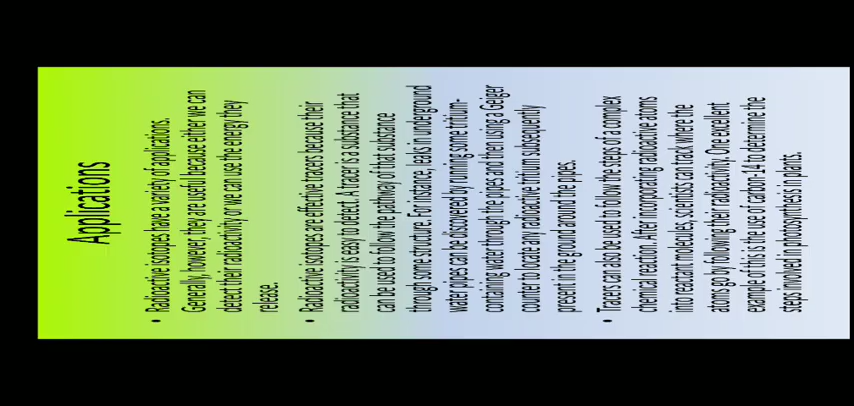 Applications
• Radioactive isotopes have a variety of applications.
Generally, however, they are useful because either we can
detect their radioactivity or we can use the energy they
release.
• Radioactive isotopes are effective tracers because their
radioactivity is easy to detect. A tracer is a substance that
can be used to follow the pathway of that substance
through some structure. For instance, leaks in underground
water pipes can be discovered by running some tritium-
containing water through the pipes and then using a Geiger
counter to locate any radioactive tritium subsequently
present in the ground around the pipes.
• Tracers can also be used to follow the steps of a complex
chemical reaction. After incorporating radioactive atoms
into reactant molecules, scientists can track where the
atoms go by following their radioactivity. One excellent
example of this is the use of carbon-14 to determine the
steps involved in photosynthesis in plants.